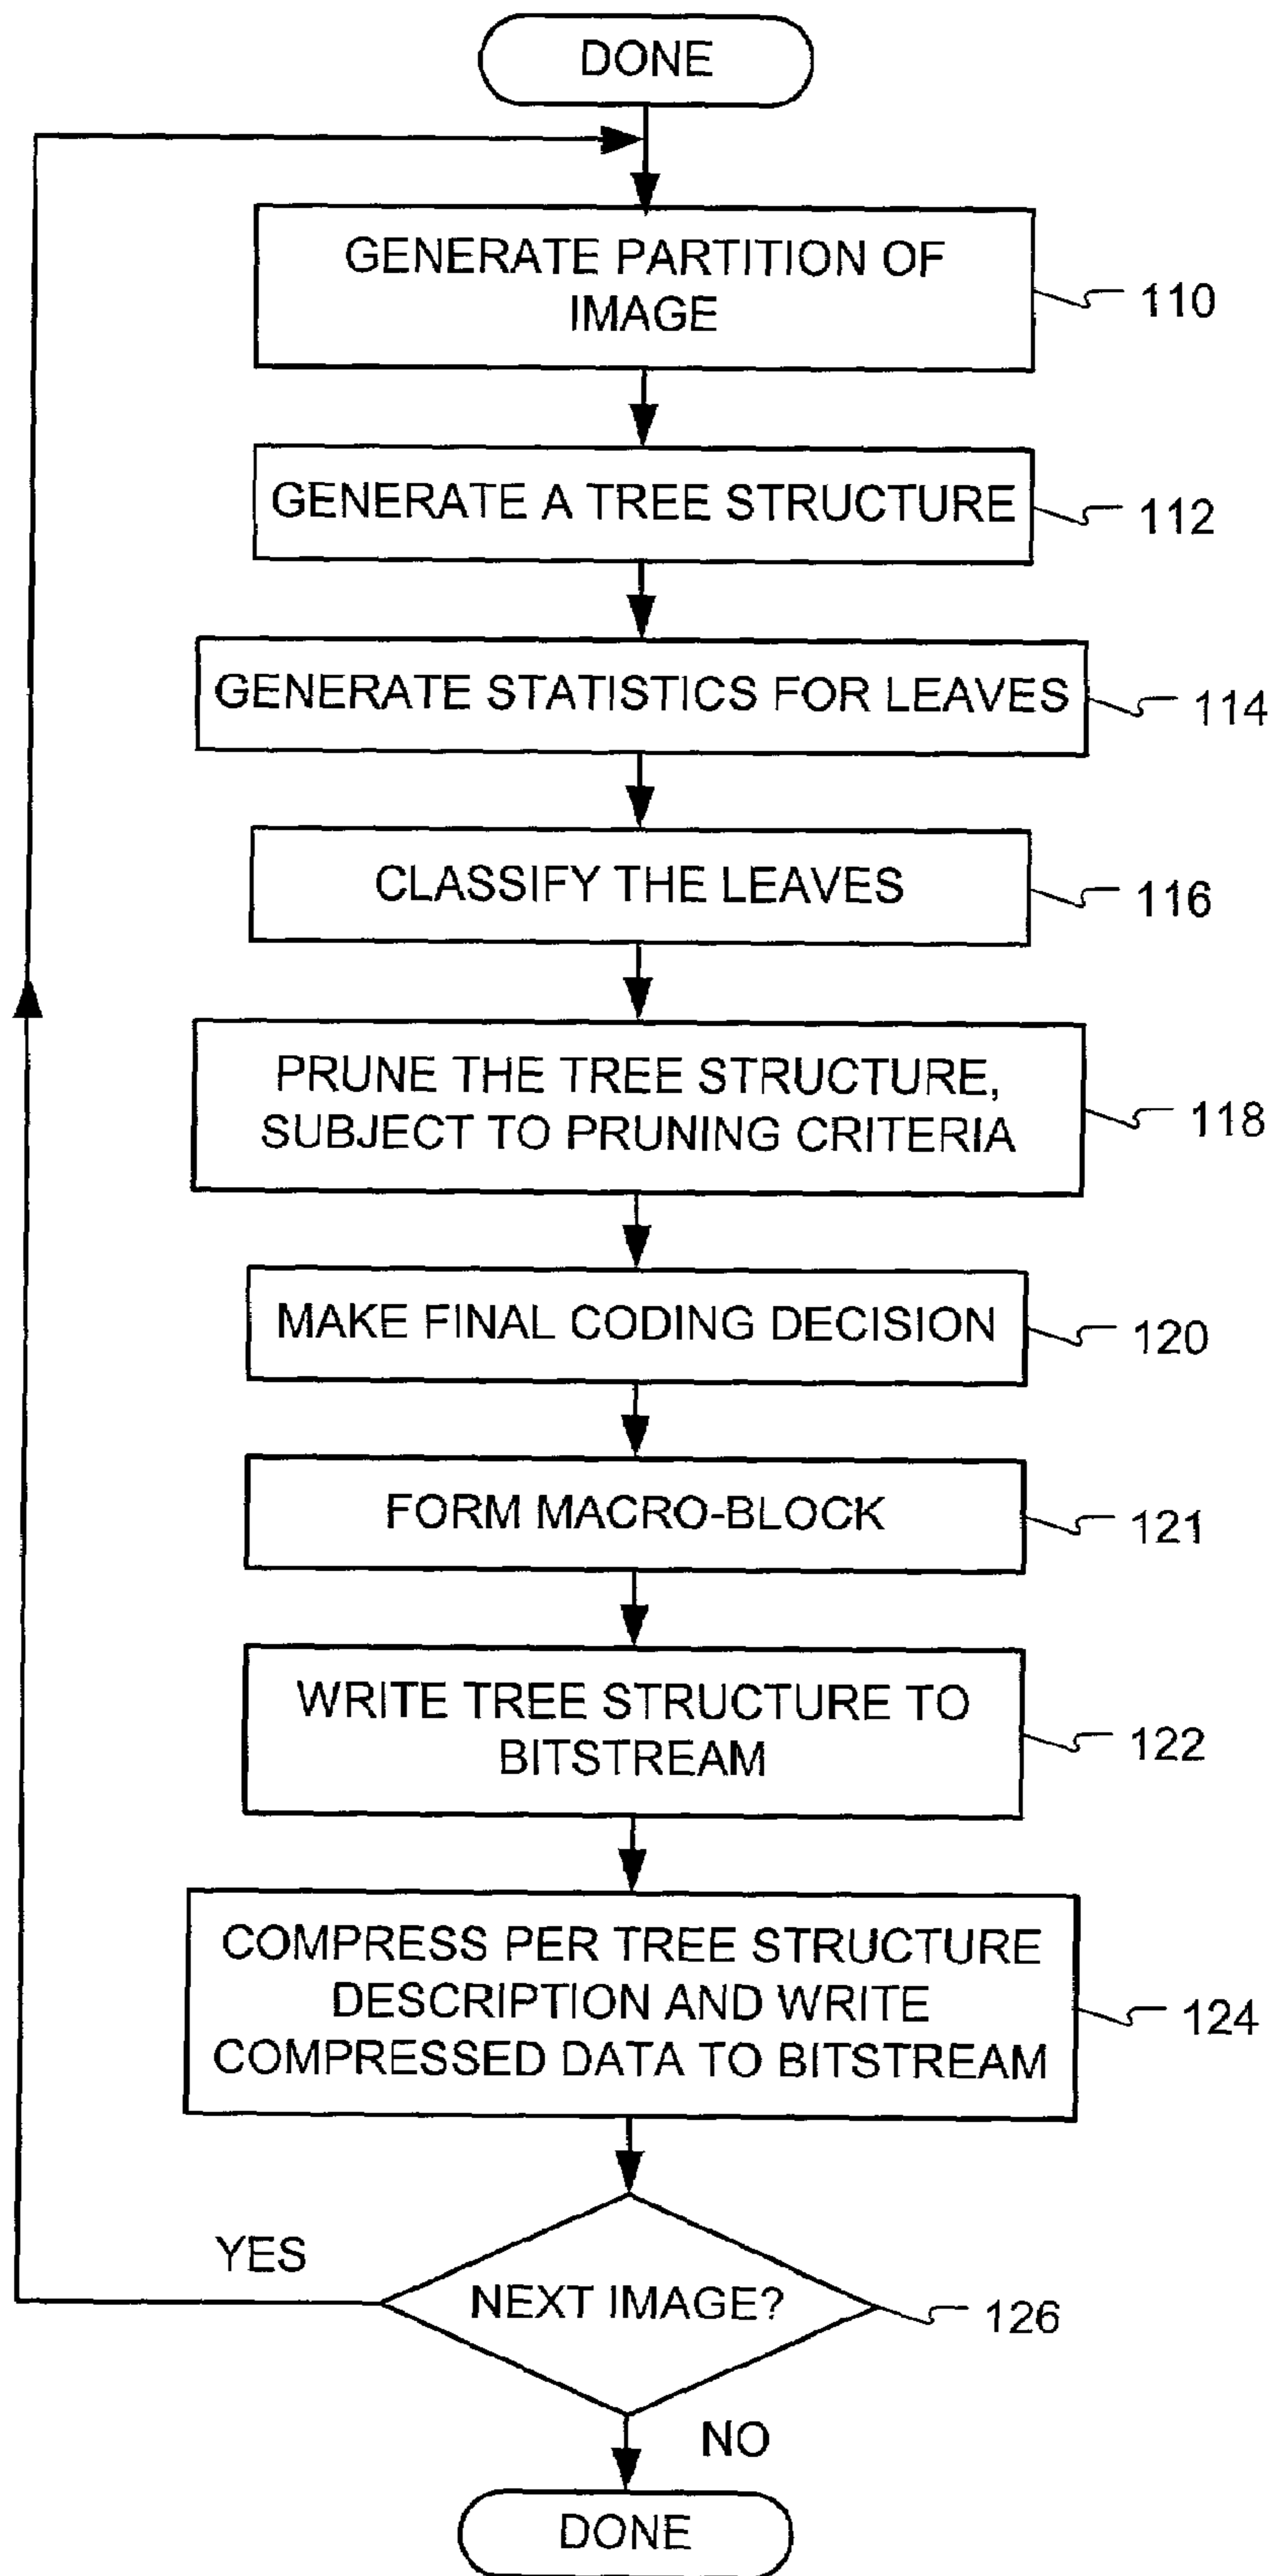 DONE
GENERATE PARTITION OF
IMAGE
110
GENERATE A TREE STRUCTURE
112
GENERATE STATISTICS FOR LEAVES
114
CLASSIFY THE LEAVES
116
PRUNE THE TREE STRUCTURE,
SUBJECT TO PRUNING CRITERIA
118
MAKE FINAL CODING DECISION
120
FORM MACRO-BLOCK
121
WRITE TREE STRUCTURE TO
BITSTREAM
122
COMPRESS PER TREE STRUCTURE
DESCRIPTION AND WRITE
COMPRESSED DATA TO BITSTREAM
124
YES
NEXT IMAGE?
126
NO
DONE